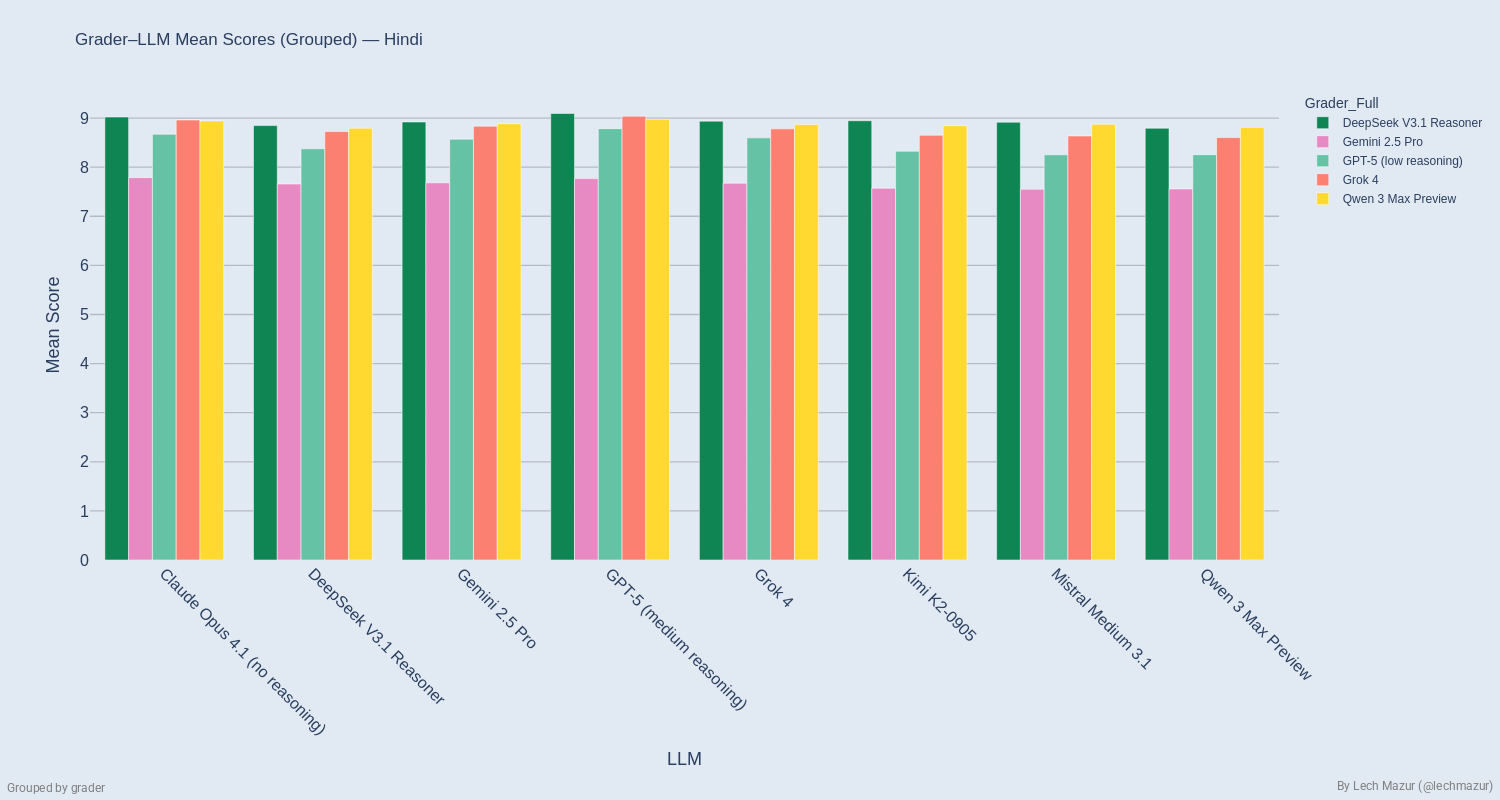 Grader–LLM Mean Scores (Grouped) — Hindi
Grader_Full
DeepSeek V3.1 Reasoner
Gemini 2.5 Pro
GPT-5 (low reasoning)
Grok 4
Qwen 3 Max Preview
Mean Score
9
8
7
6
5
4
3
2
1
0
Claude Opus 4.1 (no reasoning)
DeepSeek V3.1 Reasoner
Gemini 2.5 Pro
GPT-5 (medium reasoning)
Grok 4
Kimi K2-0905
Mistral Medium 3.1
Qwen 3 Max Preview
LLM
Grouped by grader
By Lech Mazur (@lechmazur)